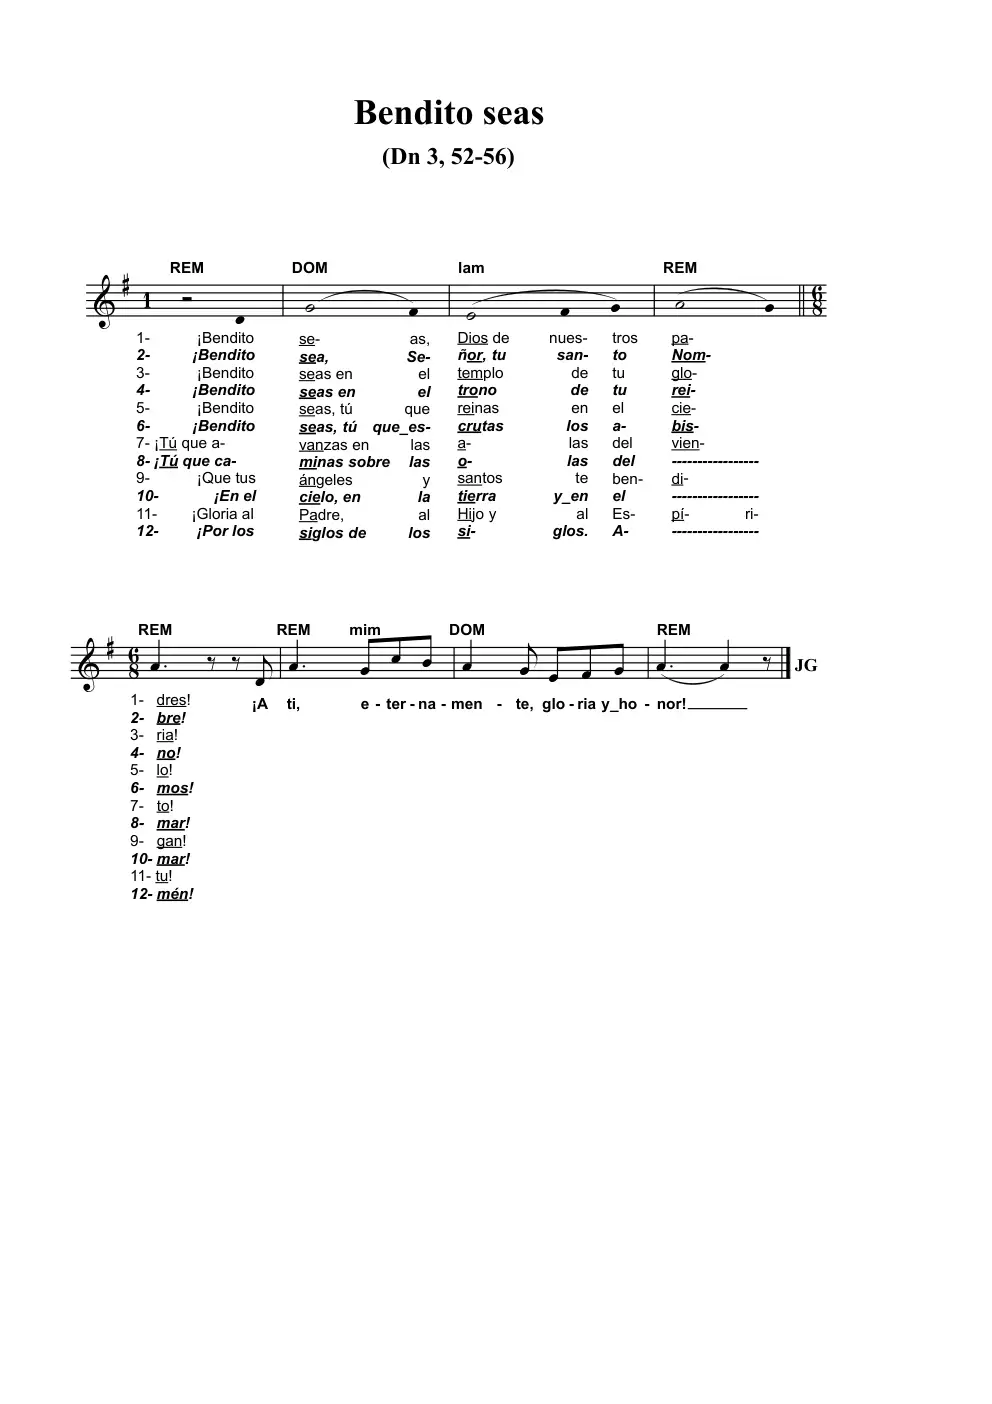 Bendito seas
(Dn 3, 52-56)
REM DOM lam REM
1 6 8
1- ¡Bendito se- as, Dios de nues- tros pa-
2- ¡Bendito sea, Se- ñor, tu san- to Nom-
3- ¡Bendito seas en el templo de tu glo-
4- ¡Bendito seas en el trono de tu rei-
5- ¡Bendito seas, tú que reinas en el cie-
6- ¡Bendito seas, tú que_es- crutas los a- bis-
7- ¡Tú que a- vanzas en las a- las del vien-
8- ¡Tú que ca- minas sobre las o- las del -----------------
9- ¡Que tus ángeles y santos te ben- di-
10- ¡En el cielo, en la tierra y_en el -----------------
11- ¡Gloria al Padre, al Hijo y al Es- pí- ri-
12- ¡Por los siglos de los si- glos. A- -----------------
REM REM mim DOM REM
6 8 JG
1- dres! ¡A ti, e - ter - na - men - te, glo - ria y_ho - nor!
2- bre!
3- ria!
4- no!
5- lo!
6- mos!
7- to!
8- mar!
9- gan!
10- mar!
11- tu!
12- mén!